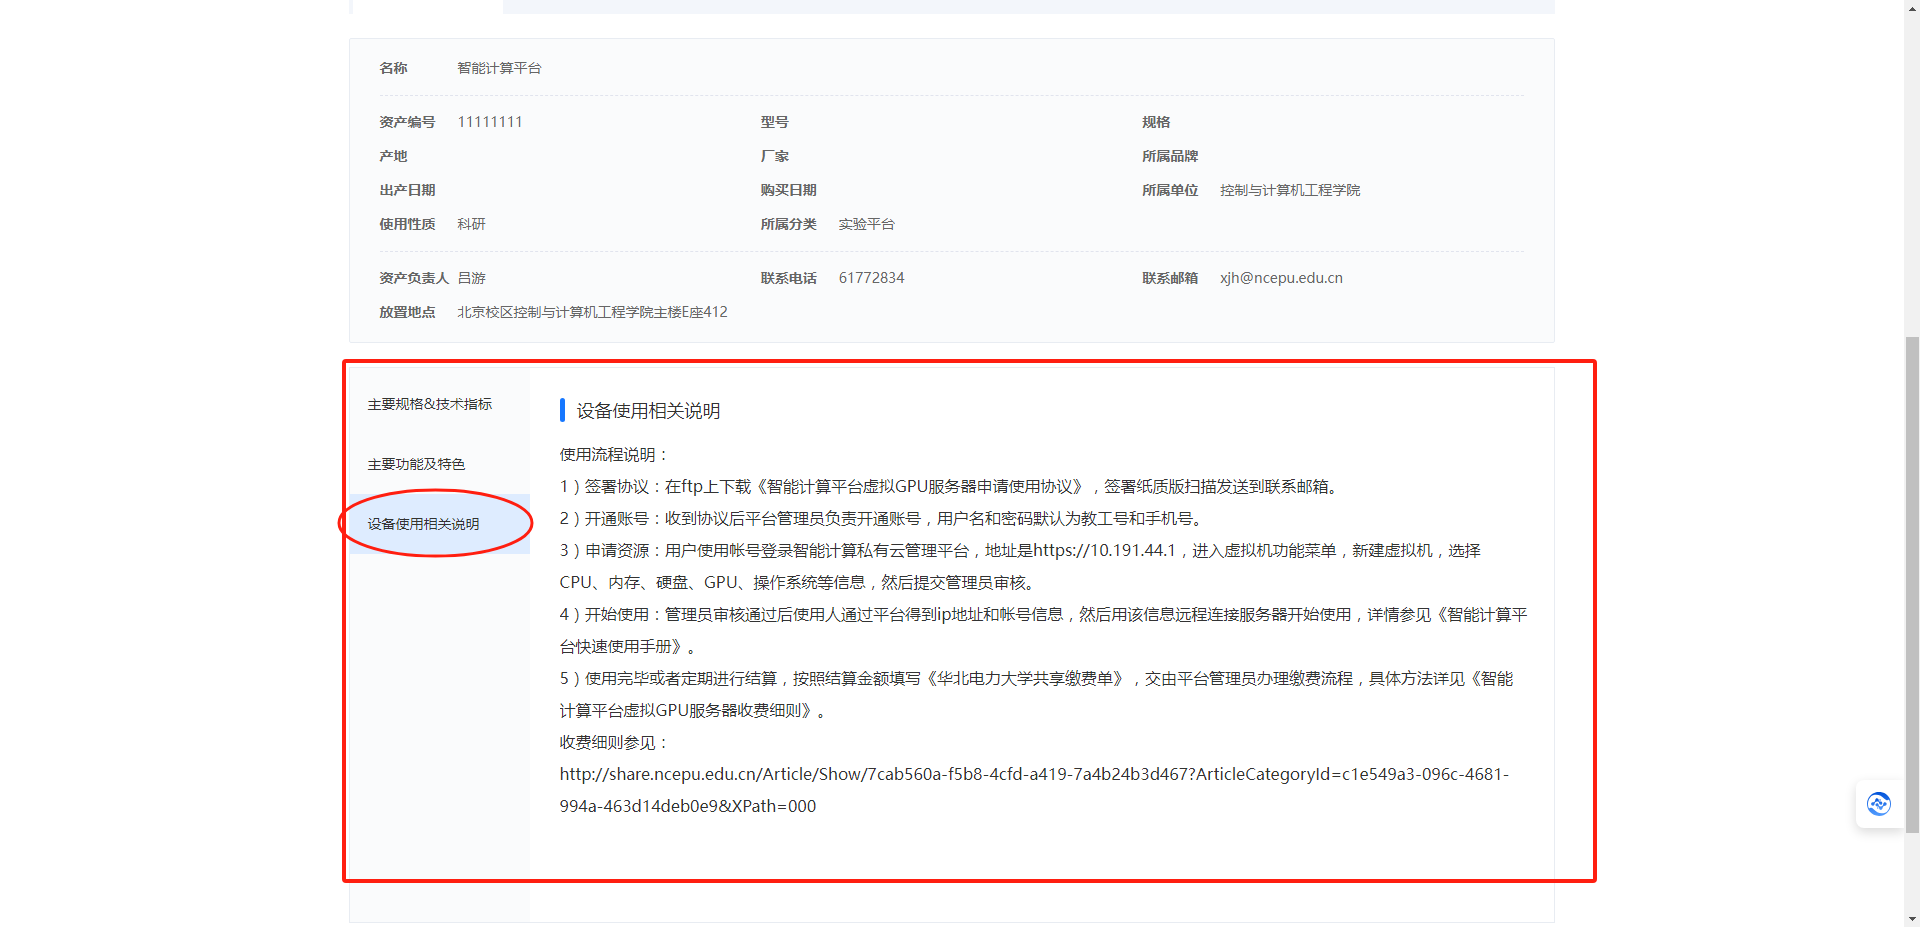 名称 智能计算平台
资产编号 11111111 型号 规格
产地 厂家 所属品牌
出产日期 购买日期 所属单位 控制与计算机工程学院
使用性质 科研 所属分类 实验平台
资产负责人 吕游 联系电话 61772834 联系邮箱 xjh@ncepu.edu.cn
放置地点 北京校区控制与计算机工程学院主楼E座412
主要规格&技术指标
主要功能及特色
设备使用相关说明
设备使用相关说明
使用流程说明：
1）签署协议：在ftp上下载《智能计算平台虚拟GPU服务器申请使用协议》，签署纸质版扫描发送到联系邮箱。
2）开通账号：收到协议后平台管理员负责开通账号，用户名和密码默认为教工号和手机号。
3）申请资源：用户使用帐号登录智能计算私有云管理平台，地址是https://10.191.44.1，进入虚拟机功能菜单，新建虚拟机，选择
CPU、内存、硬盘、GPU、操作系统等信息，然后提交管理员审核。
4）开始使用：管理员审核通过后使用人通过平台得到ip地址和帐号信息，然后用该信息远程连接服务器开始使用，详情参见《智能计算平
台快速使用手册》。
5）使用完毕或者定期进行结算，按照结算金额填写《华北电力大学共享缴费单》，交由平台管理员办理缴费流程，具体方法详见《智能
计算平台虚拟GPU服务器收费细则》。
收费细则参见：
http://share.ncepu.edu.cn/Article/Show/7cab560a-f5b8-4cfd-a419-7a4b24b3d467?ArticleCategoryId=c1e549a3-096c-4681-
994a-463d14deb0e9&XPath=000